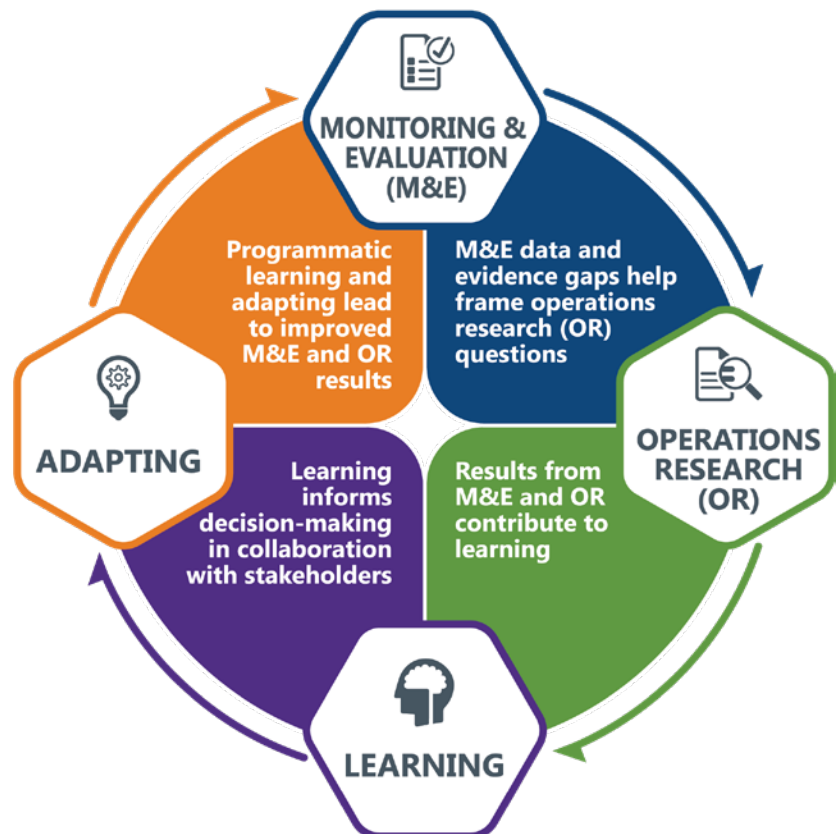 MONITORING &
EVALUATION
(M&E)
Programmatic
learning and
adapting lead
to improved
M&E and OR
results
M&E data and
evidence gaps help
frame operations
research (OR)
questions
ADAPTING
OPERATIONS
RESEARCH
(OR)
Learning
informs
decision-making
in collaboration
with stakeholders
Results from
M&E and OR
contribute to
learning
LEARNING